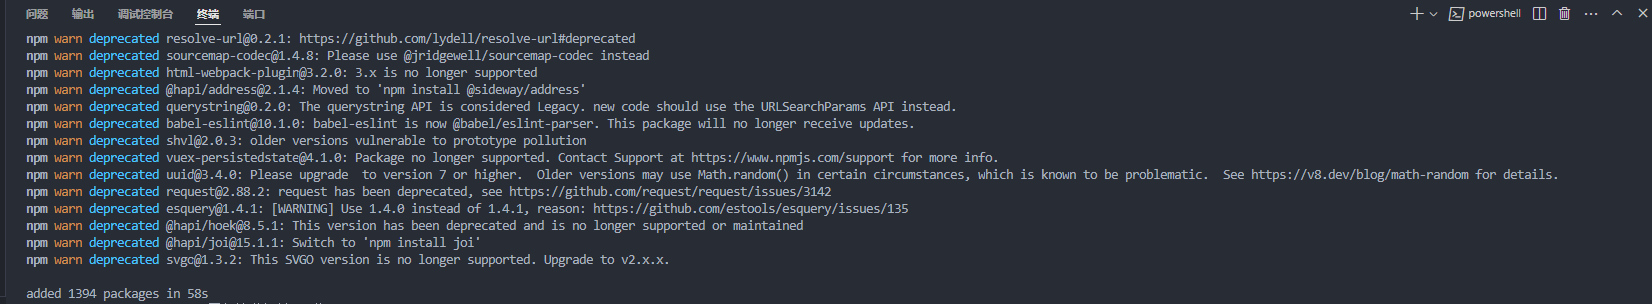 问题 输出 调试控制台 终端 端口 powershell
npm warn deprecated resolve-url@0.2.1: https://github.com/lydell/resolve-url#deprecated
npm warn deprecated sourcemap-codec@1.4.8: Please use @jridgewell/sourcemap-codec instead
npm warn deprecated html-webpack-plugin@3.2.0: 3.x is no longer supported
npm warn deprecated @hapi/address@2.1.4: Moved to 'npm install @sideway/address'
npm warn deprecated querystring@0.2.0: The querystring API is considered Legacy. new code should use the URLSearchParams API instead.
npm warn deprecated babel-eslint@10.1.0: babel-eslint is now @babel/eslint-parser. This package will no longer receive updates.
npm warn deprecated shvl@2.0.3: older versions vulnerable to prototype pollution
npm warn deprecated vuex-persistedstate@4.1.0: Package no longer supported. Contact Support at https://www.npmjs.com/support for more info.
npm warn deprecated uuid@3.4.0: Please upgrade  to version 7 or higher.  Older versions may use Math.random() in certain circumstances, which is known to be problematic.  See https://v8.dev/blog/math-random for details.
npm warn deprecated request@2.88.2: request has been deprecated, see https://github.com/request/request/issues/3142
npm warn deprecated esquery@1.4.1: [WARNING] Use 1.4.0 instead of 1.4.1, reason: https://github.com/estools/esquery/issues/135
npm warn deprecated @hapi/hoek@8.5.1: This version has been deprecated and is no longer supported or maintained
npm warn deprecated @hapi/joi@15.1.1: Switch to 'npm install joi'
npm warn deprecated svgo@1.3.2: This SVGO version is no longer supported. Upgrade to v2.x.x.
added 1394 packages in 58s